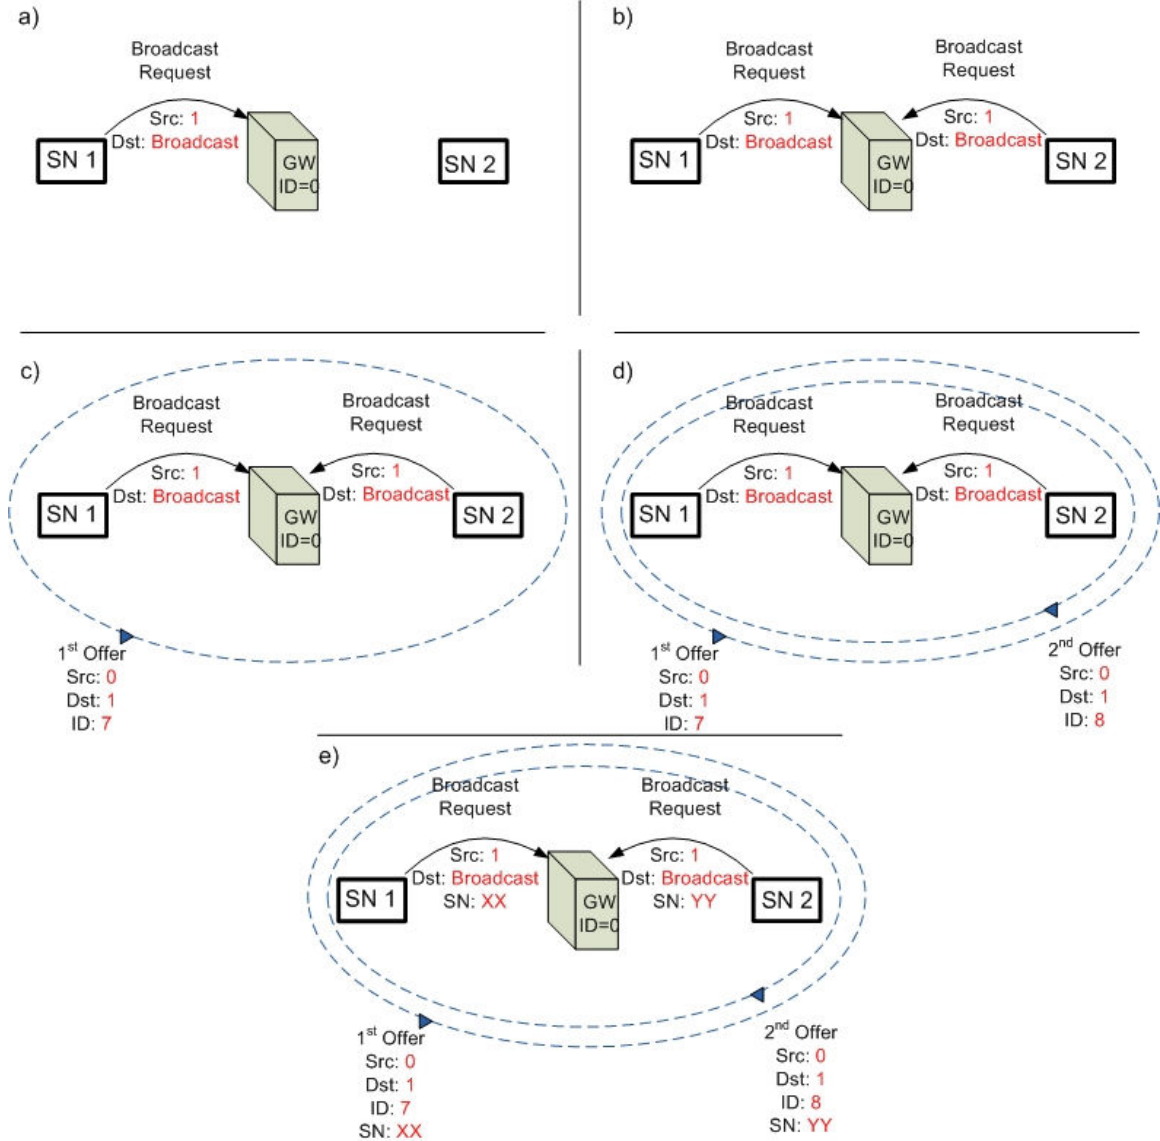 a)
Broadcast
Request
Src: 1
Dst: Broadcast
SN 1
GW
ID=0
SN 2
b)
Broadcast
Request
Broadcast
Request
Src: 1
Dst: Broadcast
Src: 1
Dst: Broadcast
SN 1
GW
ID=0
SN 2
c)
Broadcast
Request
Broadcast
Request
Src: 1
Dst: Broadcast
Src: 1
Dst: Broadcast
SN 1
GW
ID=0
SN 2
1st Offer
Src: 0
Dst: 1
ID: 7
d)
Broadcast
Request
Broadcast
Request
Src: 1
Dst: Broadcast
Src: 1
Dst: Broadcast
SN 1
GW
ID=0
SN 2
1st Offer
Src: 0
Dst: 1
ID: 7
2nd Offer
Src: 0
Dst: 1
ID: 8
e)
Broadcast
Request
Broadcast
Request
Src: 1
Dst: Broadcast
SN: XX
Src: 1
Dst: Broadcast
SN: YY
SN 1
GW
ID=0
SN 2
1st Offer
Src: 0
Dst: 1
ID: 7
SN: XX
2nd Offer
Src: 0
Dst: 1
ID: 8
SN: YY